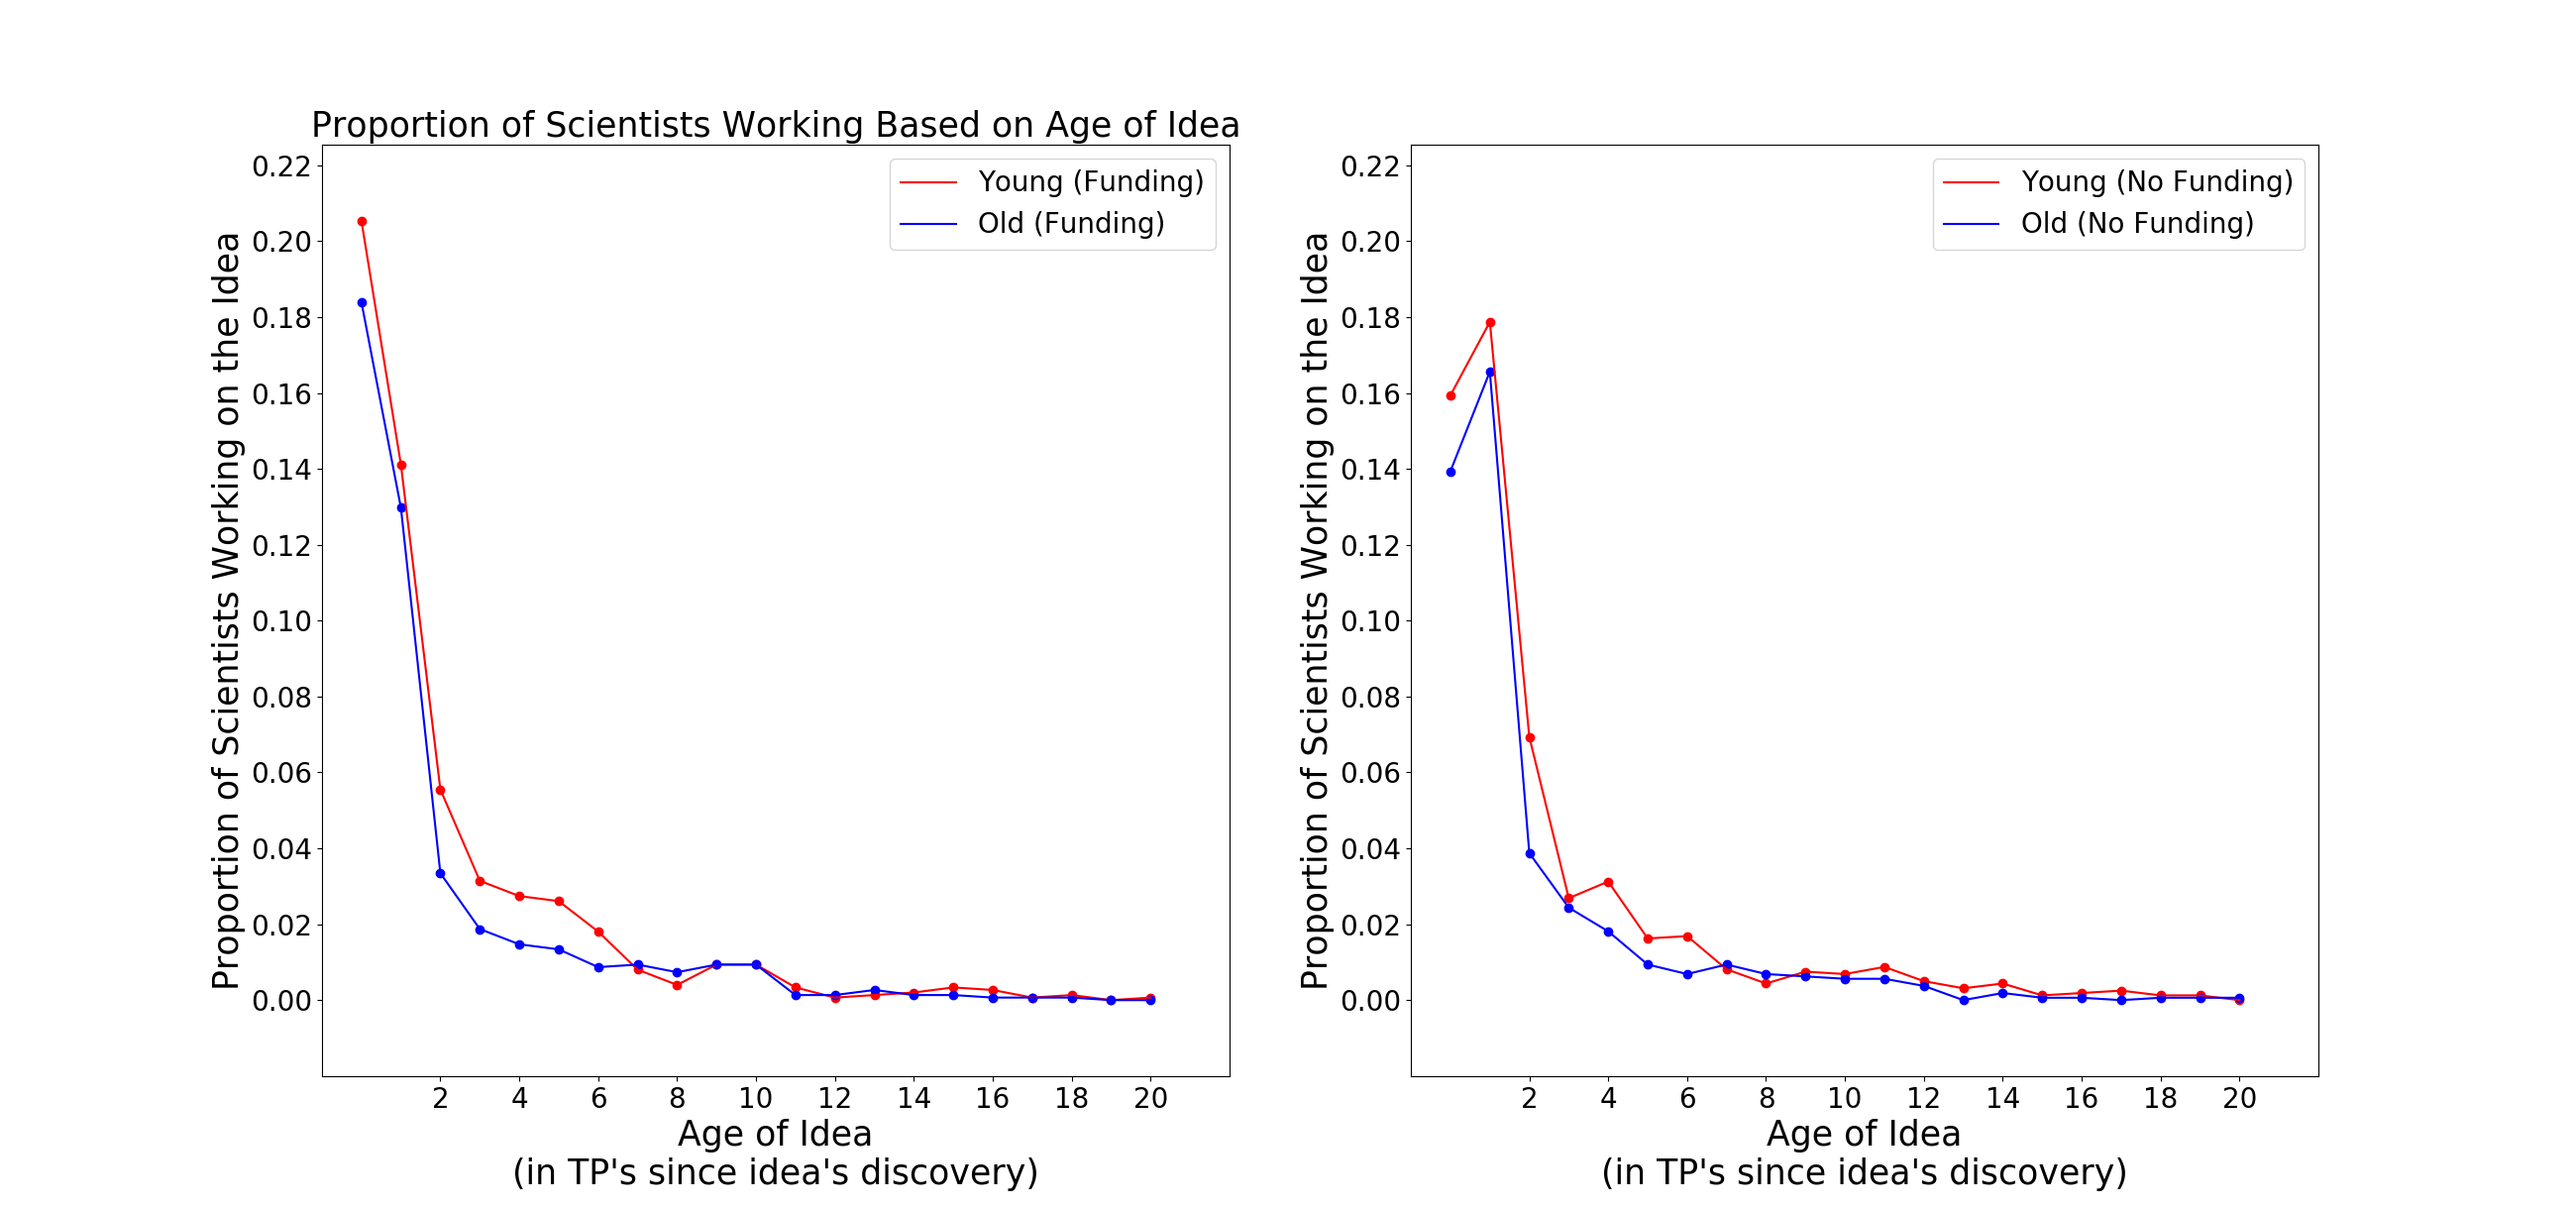 Proportion of Scientists Working Based on Age of Idea
Proportion of Scientists Working on the Idea
0.22
0.20
0.18
0.16
0.14
0.12
0.10
0.08
0.06
0.04
0.02
0.00
Young (Funding)
Old (Funding)
2 4 6 8 10 12 14 16 18 20
Age of Idea
(in TP's since idea's discovery)
Proportion of Scientists Working on the Idea
0.22
0.20
0.18
0.16
0.14
0.12
0.10
0.08
0.06
0.04
0.02
0.00
Young (No Funding)
Old (No Funding)
2 4 6 8 10 12 14 16 18 20
Age of Idea
(in TP's since idea's discovery)